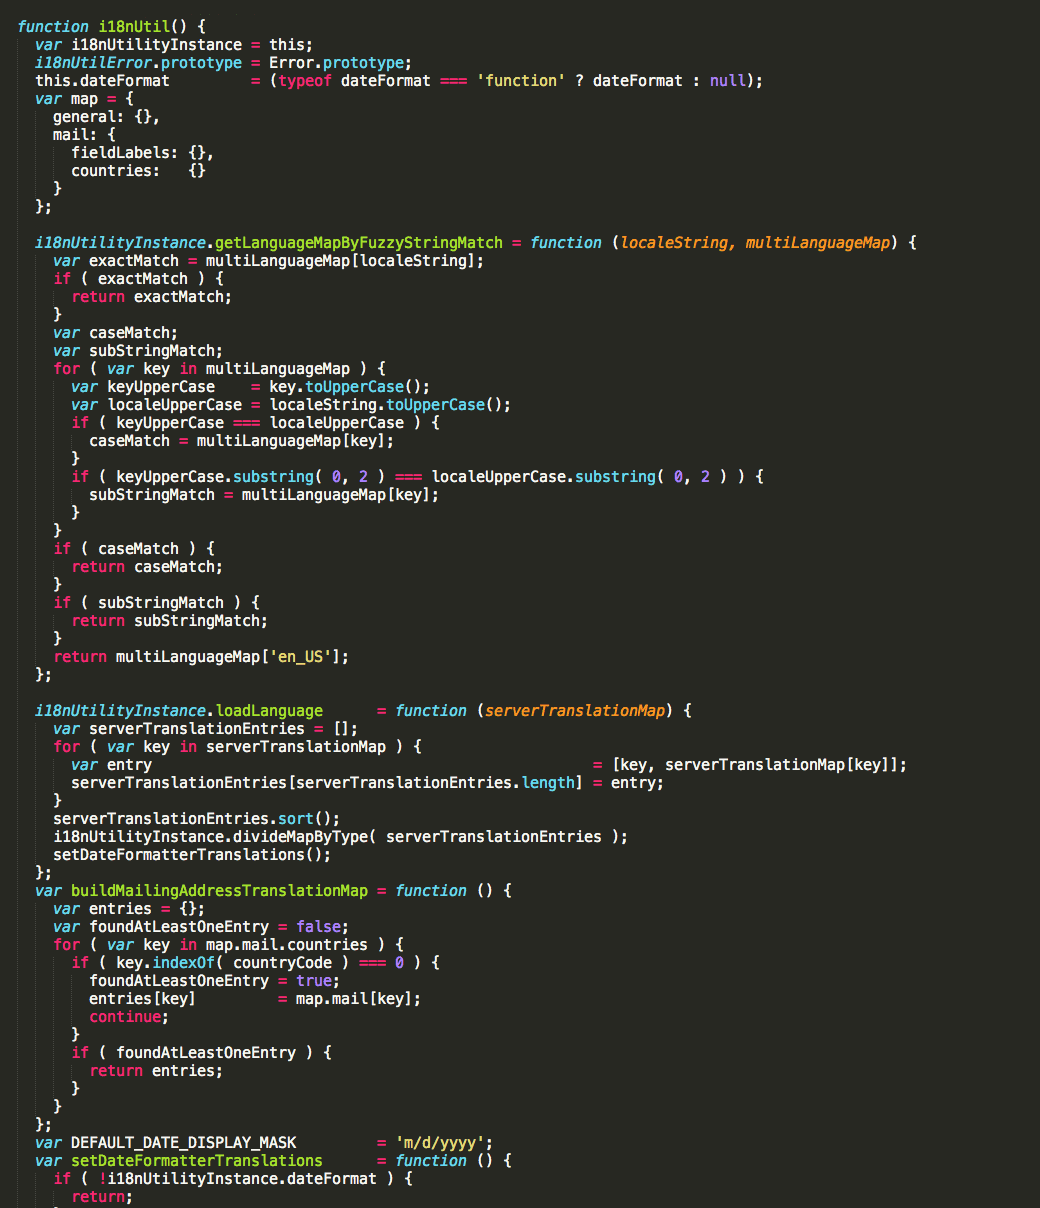 function i18nUtil() {
  var i18nUtilityInstance = this;
  i18nUtilError.prototype = Error.prototype;
  this.dateFormat         = (typeof dateFormat === 'function' ? dateFormat : null);
  var map = {
    general: {},
    mail: {
      fieldLabels: {},
      countries:   {}
    }
  };

  i18nUtilityInstance.getLanguageMapByFuzzyStringMatch = function (localeString, multiLanguageMap) {
    var exactMatch = multiLanguageMap[localeString];
    if ( exactMatch ) {
      return exactMatch;
    }
    var caseMatch;
    var subStringMatch;
    for ( var key in multiLanguageMap ) {
      var keyUpperCase    = key.toUpperCase();
      var localeUpperCase = localeString.toUpperCase();
      if ( keyUpperCase === localeUpperCase ) {
        caseMatch = multiLanguageMap[key];
      }
      if ( keyUpperCase.substring( 0, 2 ) === localeUpperCase.substring( 0, 2 ) ) {
        subStringMatch = multiLanguageMap[key];
      }
    }
    if ( caseMatch ) {
      return caseMatch;
    }
    if ( subStringMatch ) {
      return subStringMatch;
    }
    return multiLanguageMap['en_US'];
  };

  i18nUtilityInstance.loadLanguage      = function (serverTranslationMap) {
    var serverTranslationEntries = [];
    for ( var key in serverTranslationMap ) {
      var entry                                                 = [key, serverTranslationMap[key]];
      serverTranslationEntries[serverTranslationEntries.length] = entry;
    }
    serverTranslationEntries.sort();
    i18nUtilityInstance.divideMapByType( serverTranslationEntries );
    setDateFormatterTranslations();
  };
  var buildMailingAddressTranslationMap = function () {
    var entries = {};
    var foundAtLeastOneEntry = false;
    for ( var key in map.mail.countries ) {
      if ( key.indexOf( countryCode ) === 0 ) {
        foundAtLeastOneEntry = true;
        entries[key]         = map.mail[key];
        continue;
      }
      if ( foundAtLeastOneEntry ) {
        return entries;
      }
    }
  };
  var DEFAULT_DATE_DISPLAY_MASK         = 'm/d/yyyy';
  var setDateFormatterTranslations      = function () {
    if ( !i18nUtilityInstance.dateFormat ) {
      return;